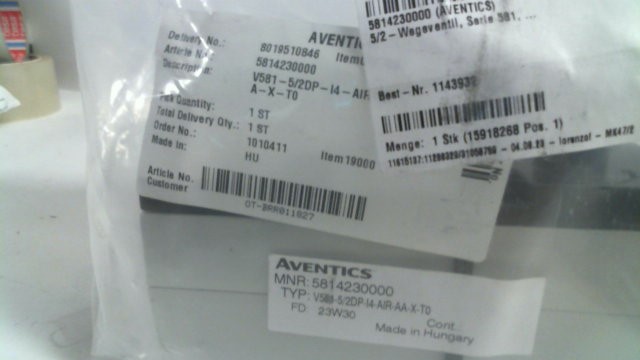 5814230000 (AVENTICS)
5/2 - Wegeventil, Serie 581, ...
Best-Nr. 1143939
Menge: 1 Stk (15918268 Pos. 1)
AVENTIC
Delivery No.: 8019510846 Item
Article No.: 5814230000
Description: V581-5/2DP-I4-AIR
A-X-T0
Quantity: 1 ST
Total Delivery Qty.: 1 ST
Order No.: 1010411 Item 19000
Made in: HU
Article No.
Customer
OT-BRR011827
AVENTICS
MNR: 5814230000
TYP: V581-5/2DP-I4-AIR-AA-X-T0
FD: 23W30 Cont.:
Made in Hungary